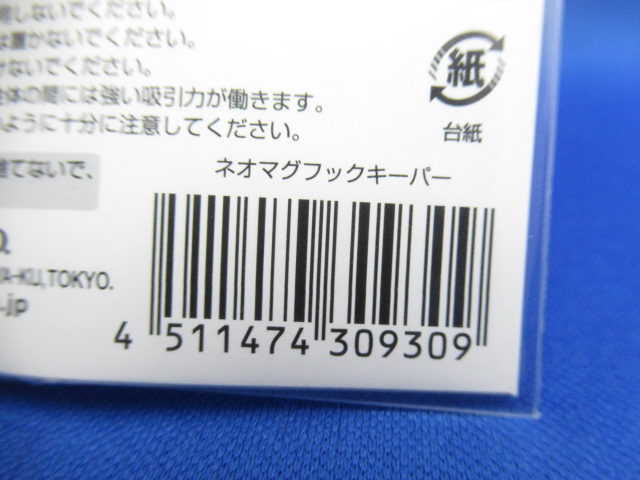 しないでください。
は置かないでください。
ないでください。
全体の間には強い吸引力が働きます。
ように十分に注意してください。
紙
台紙
捨てないで、
ネオマグフックキーパー
A-KU,TOKYO.
.jp
4 511474 309309